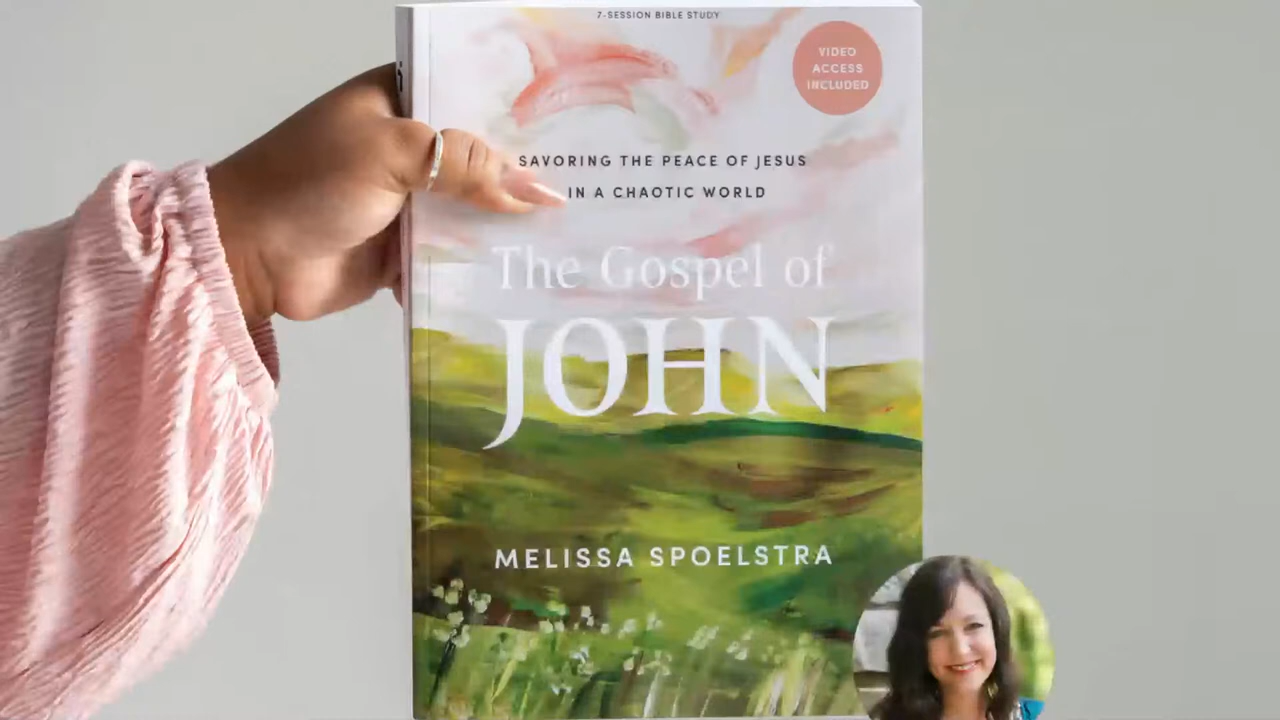 7-SESSION BIBLE STUDY
VIDEO
ACCESS
INCLUDED
SAVORING THE PEACE OF JESUS
IN A CHAOTIC WORLD
The Gospel of
JOHN
MELISSA SPOELSTRA